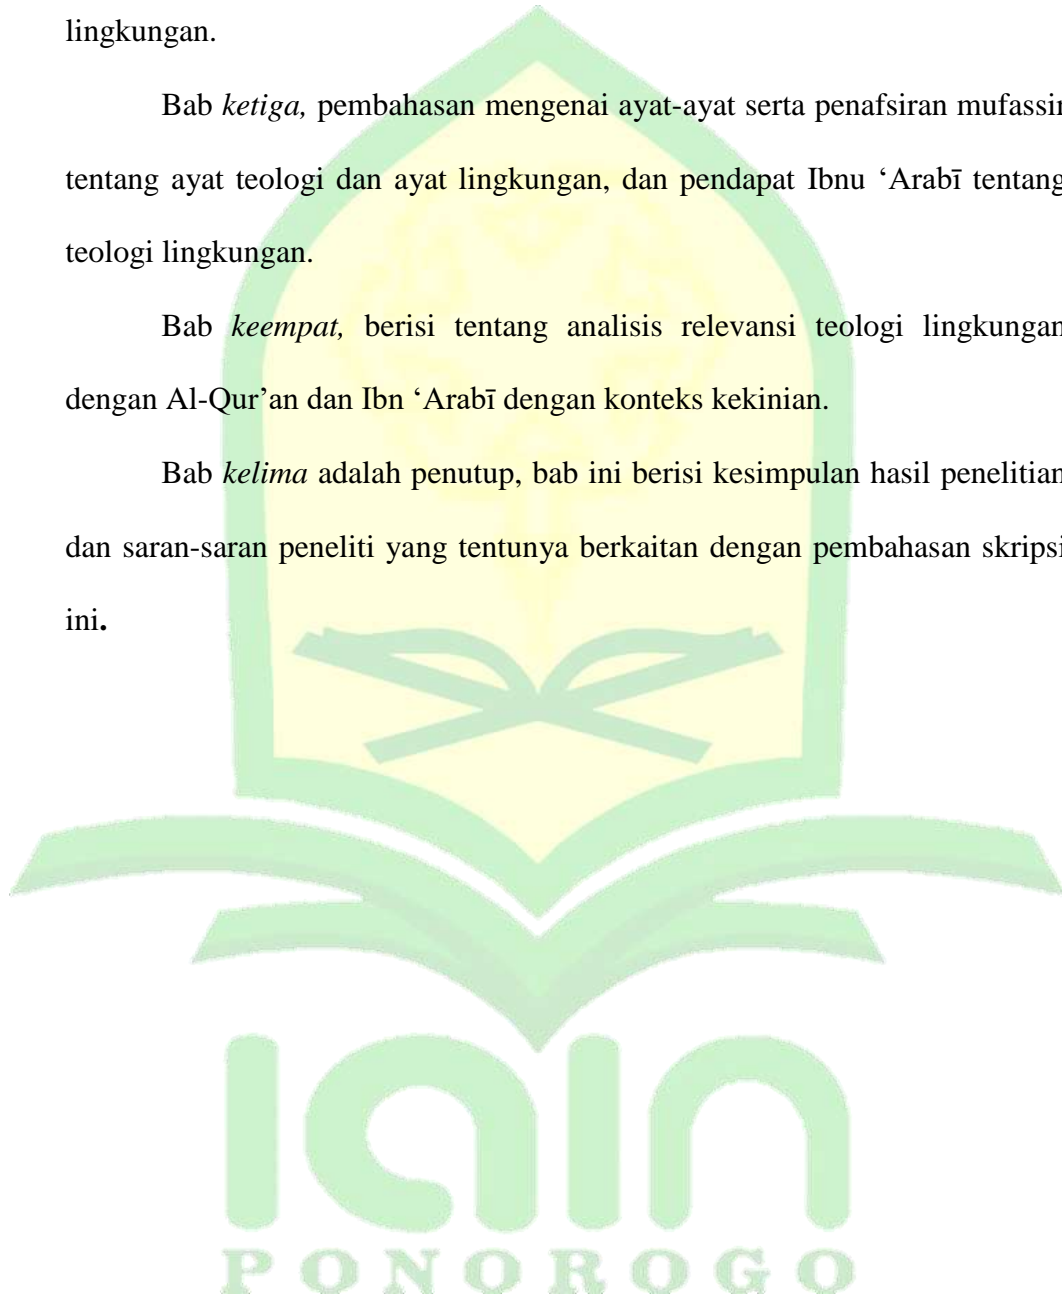 lingkungan.
Bab ketiga, pembahasan mengenai ayat-ayat serta penafsiran mufassir
tentang ayat teologi dan ayat lingkungan, dan pendapat Ibnu ‘Arabī tentang
teologi lingkungan.
Bab keempat, berisi tentang analisis relevansi teologi lingkungan
dengan Al-Qur’an dan Ibn ‘Arabī dengan konteks kekinian.
Bab kelima adalah penutup, bab ini berisi kesimpulan hasil penelitian
dan saran-saran peneliti yang tentunya berkaitan dengan pembahasan skripsi
ini.
IAIN
PONOROGO